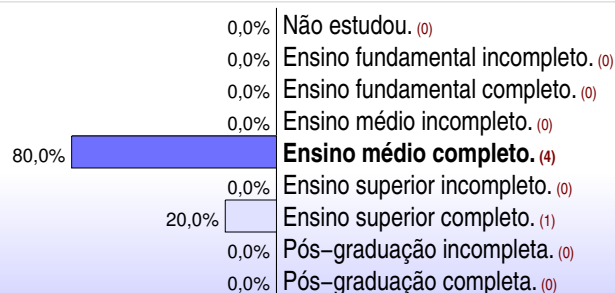 0,0% Não estudou. (0)
0,0% Ensino fundamental incompleto. (0)
0,0% Ensino fundamental completo. (0)
0,0% Ensino médio incompleto. (0)
80,0% Ensino médio completo. (4)
0,0% Ensino superior incompleto. (0)
20,0% Ensino superior completo. (1)
0,0% Pós−graduação incompleta. (0)
0,0% Pós−graduação completa. (0)